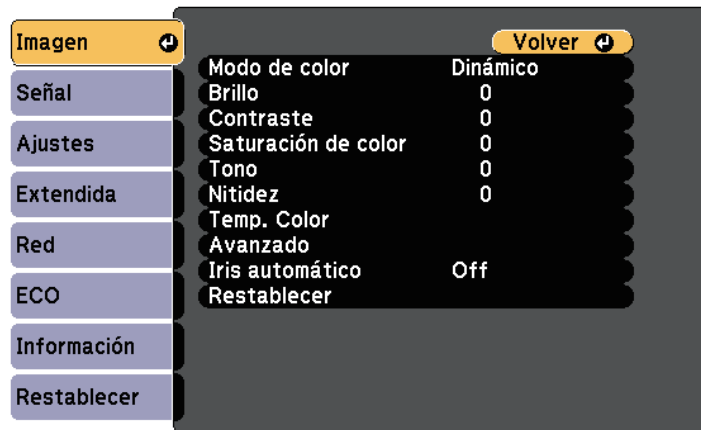 Imagen
Señal
Ajustes
Extendida
Red
ECO
Información
Restablecer
Volver
Modo de color Dinámico
Brillo 0
Contraste 0
Saturación de color 0
Tono 0
Nitidez 0
Temp. Color
Avanzado
Iris automático Off
Restablecer